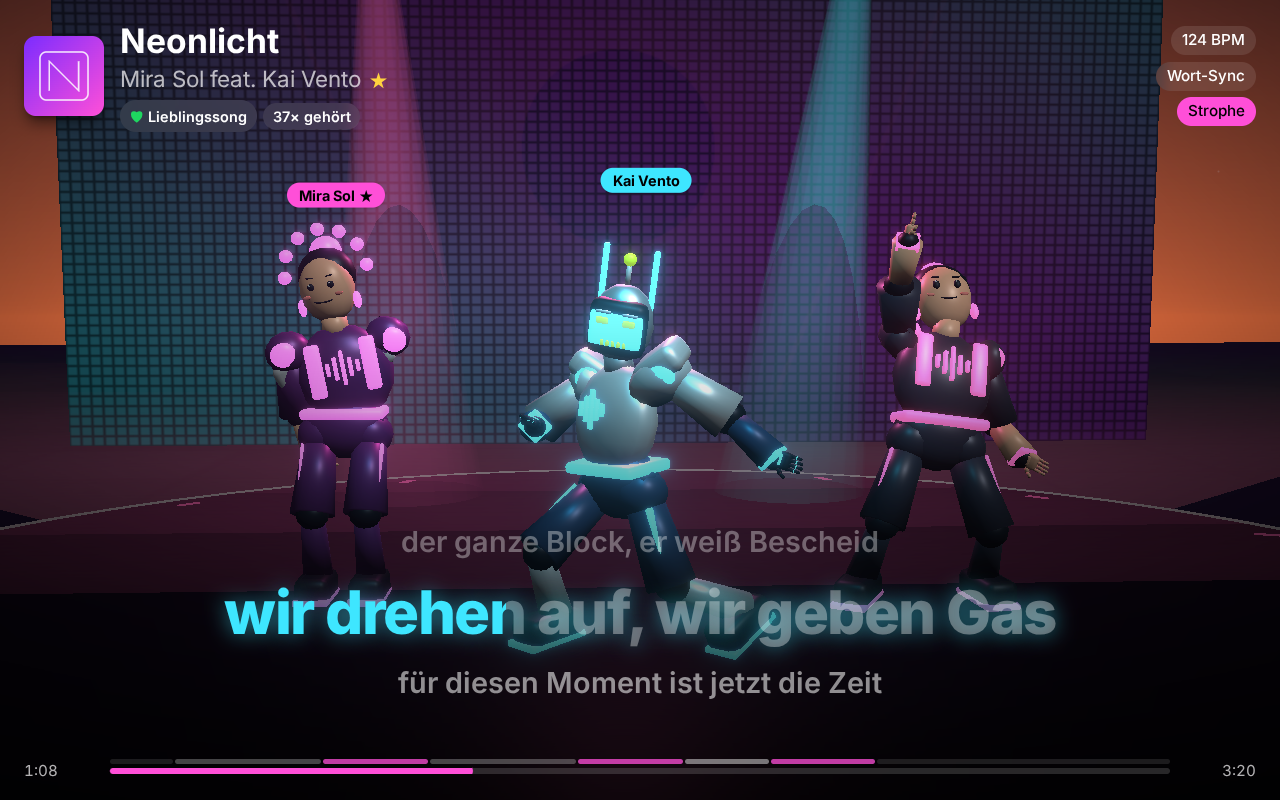 Neonlicht
Mira Sol feat. Kai Vento ★
Lieblingssong
37× gehört
124 BPM
Wort-Sync
Strophe
Mira Sol ★
Kai Vento
der ganze Block, er weiß Bescheid
wir drehen auf, wir geben Gas
für diesen Moment ist jetzt die Zeit
1:08
3:20